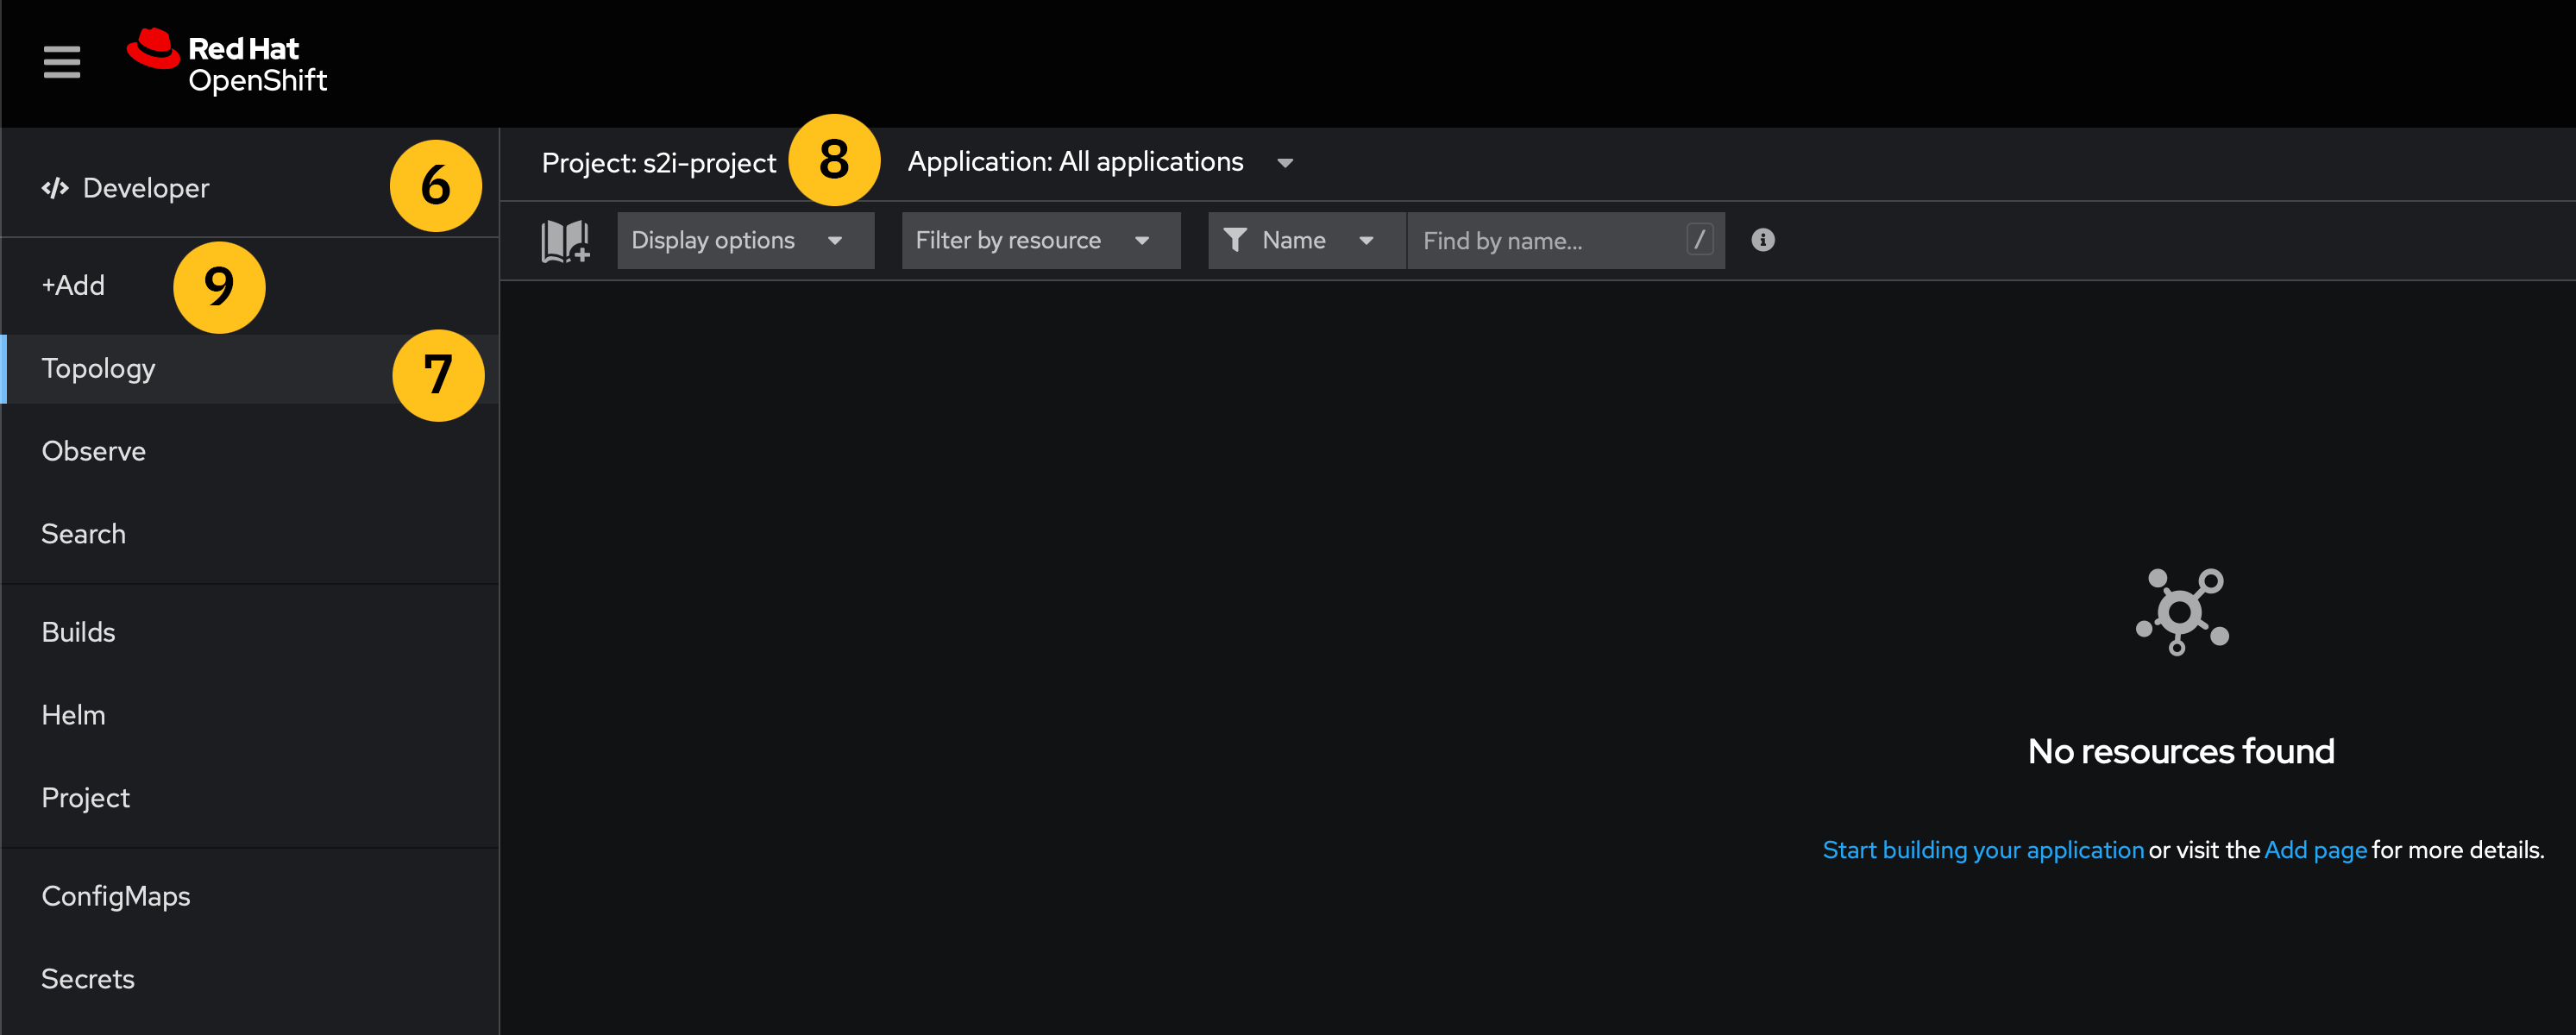 Red Hat
OpenShift
Developer
6
+Add
9
Topology
7
Observe
Search
Builds
Helm
Project
ConfigMaps
Secrets
Project: s2i-project
8
Application: All applications
Display options
Filter by resource
Name
Find by name...
/
No resources found
Start building your application or visit the Add page for more details.